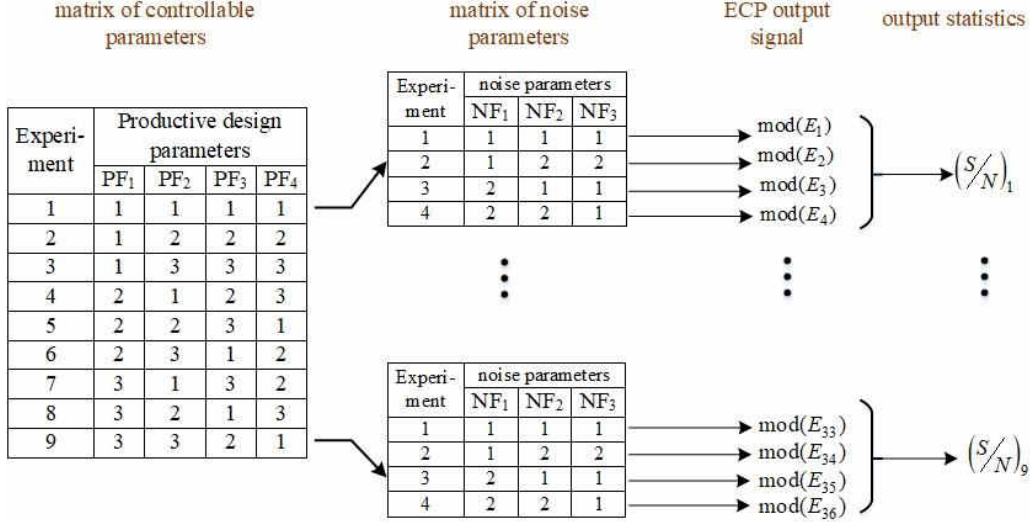 matrix of controllable
parameters
matrix of noise
parameters
ECP output
signal
output statistics
Experi-
ment
Productive design
parameters
PF1 PF2 PF3 PF4
1 1 1 1 1
2 1 2 2 2
3 1 3 3 3
4 2 1 2 3
5 2 2 3 1
6 2 3 1 2
7 3 1 3 2
8 3 2 1 3
9 3 3 2 1
Experi-
ment
noise parameters
NF1 NF2 NF3
1 1 1 1
2 1 2 2
3 2 1 1
4 2 2 1
mod(E1)
mod(E2)
mod(E3)
mod(E4)
(S/N)1
Experi-
ment
noise parameters
NF1 NF2 NF3
1 1 1 1
2 1 2 2
3 2 1 1
4 2 2 1
mod(E33)
mod(E34)
mod(E35)
mod(E36)
(S/N)9